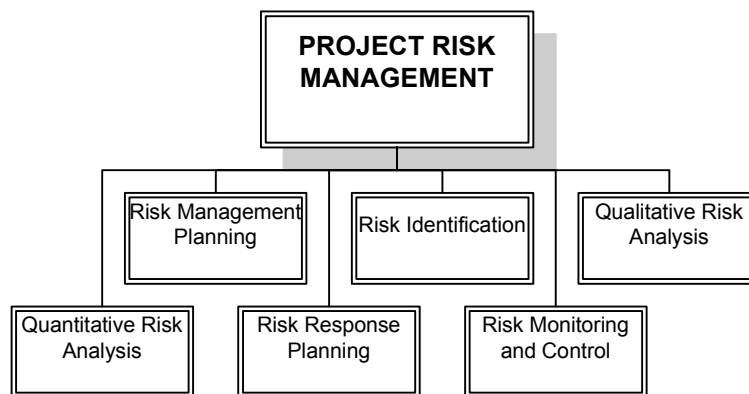 PROJECT RISK
MANAGEMENT
Risk Management
Planning
Risk Identification
Qualitative Risk
Analysis
Quantitative Risk
Analysis
Risk Response
Planning
Risk Monitoring
and Control